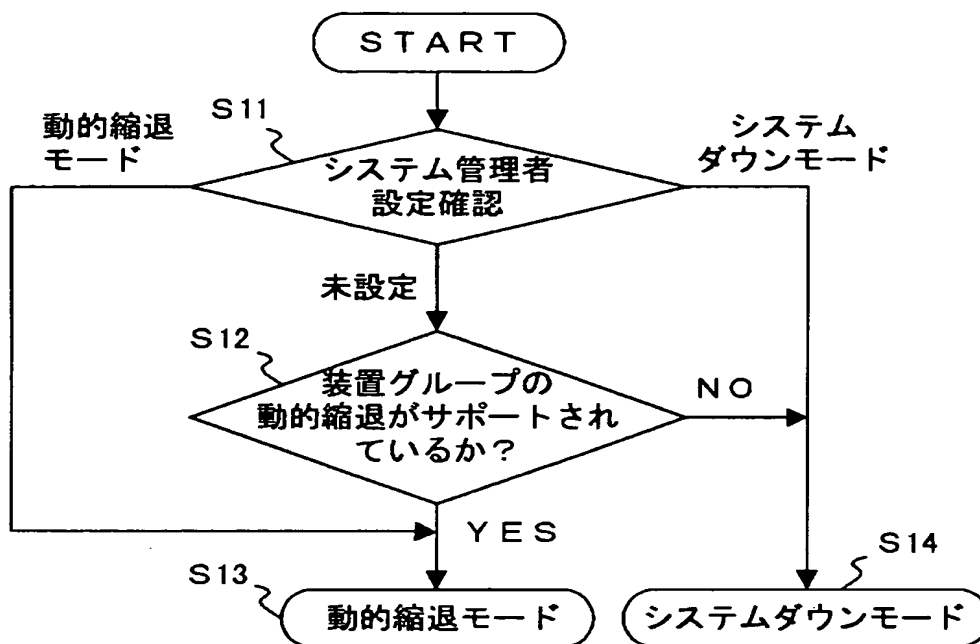 START
S11
動的縮退
モード
システム
ダウンモード
システム管理者
設定確認
未設定
S12
装置グループの
動的縮退がサポートされ
ているか？
NO
YES
S13
動的縮退モード
S14
システムダウンモード